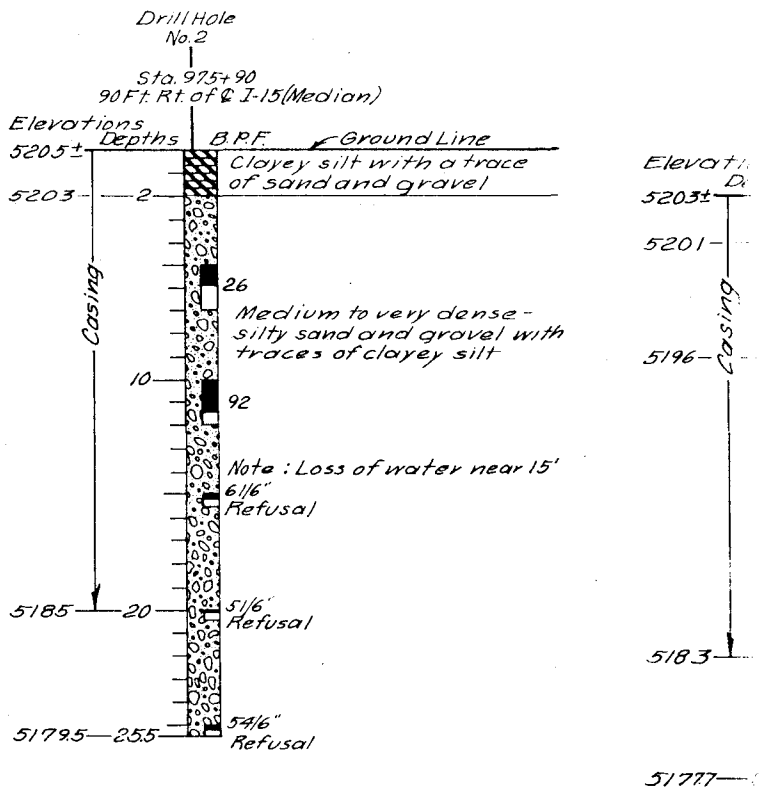 Drill Hole
No. 2
Sta. 975+90
90 Ft. Rt. of ℄ I-15 (Median)
Elevations
Depths
B.P.F.
Ground Line
5205±
Clayey silt with a trace
of sand and gravel
5203
2
Casing
26
Medium to very dense -
silty sand and gravel with
traces of clayey silt
10
92
Note : Loss of water near 15'
61/6"
Refusal
5185
20
51/6"
Refusal
54/6"
5179.5
25.5
Refusal
5203±
5201
5196
Casing
5183
5177.7